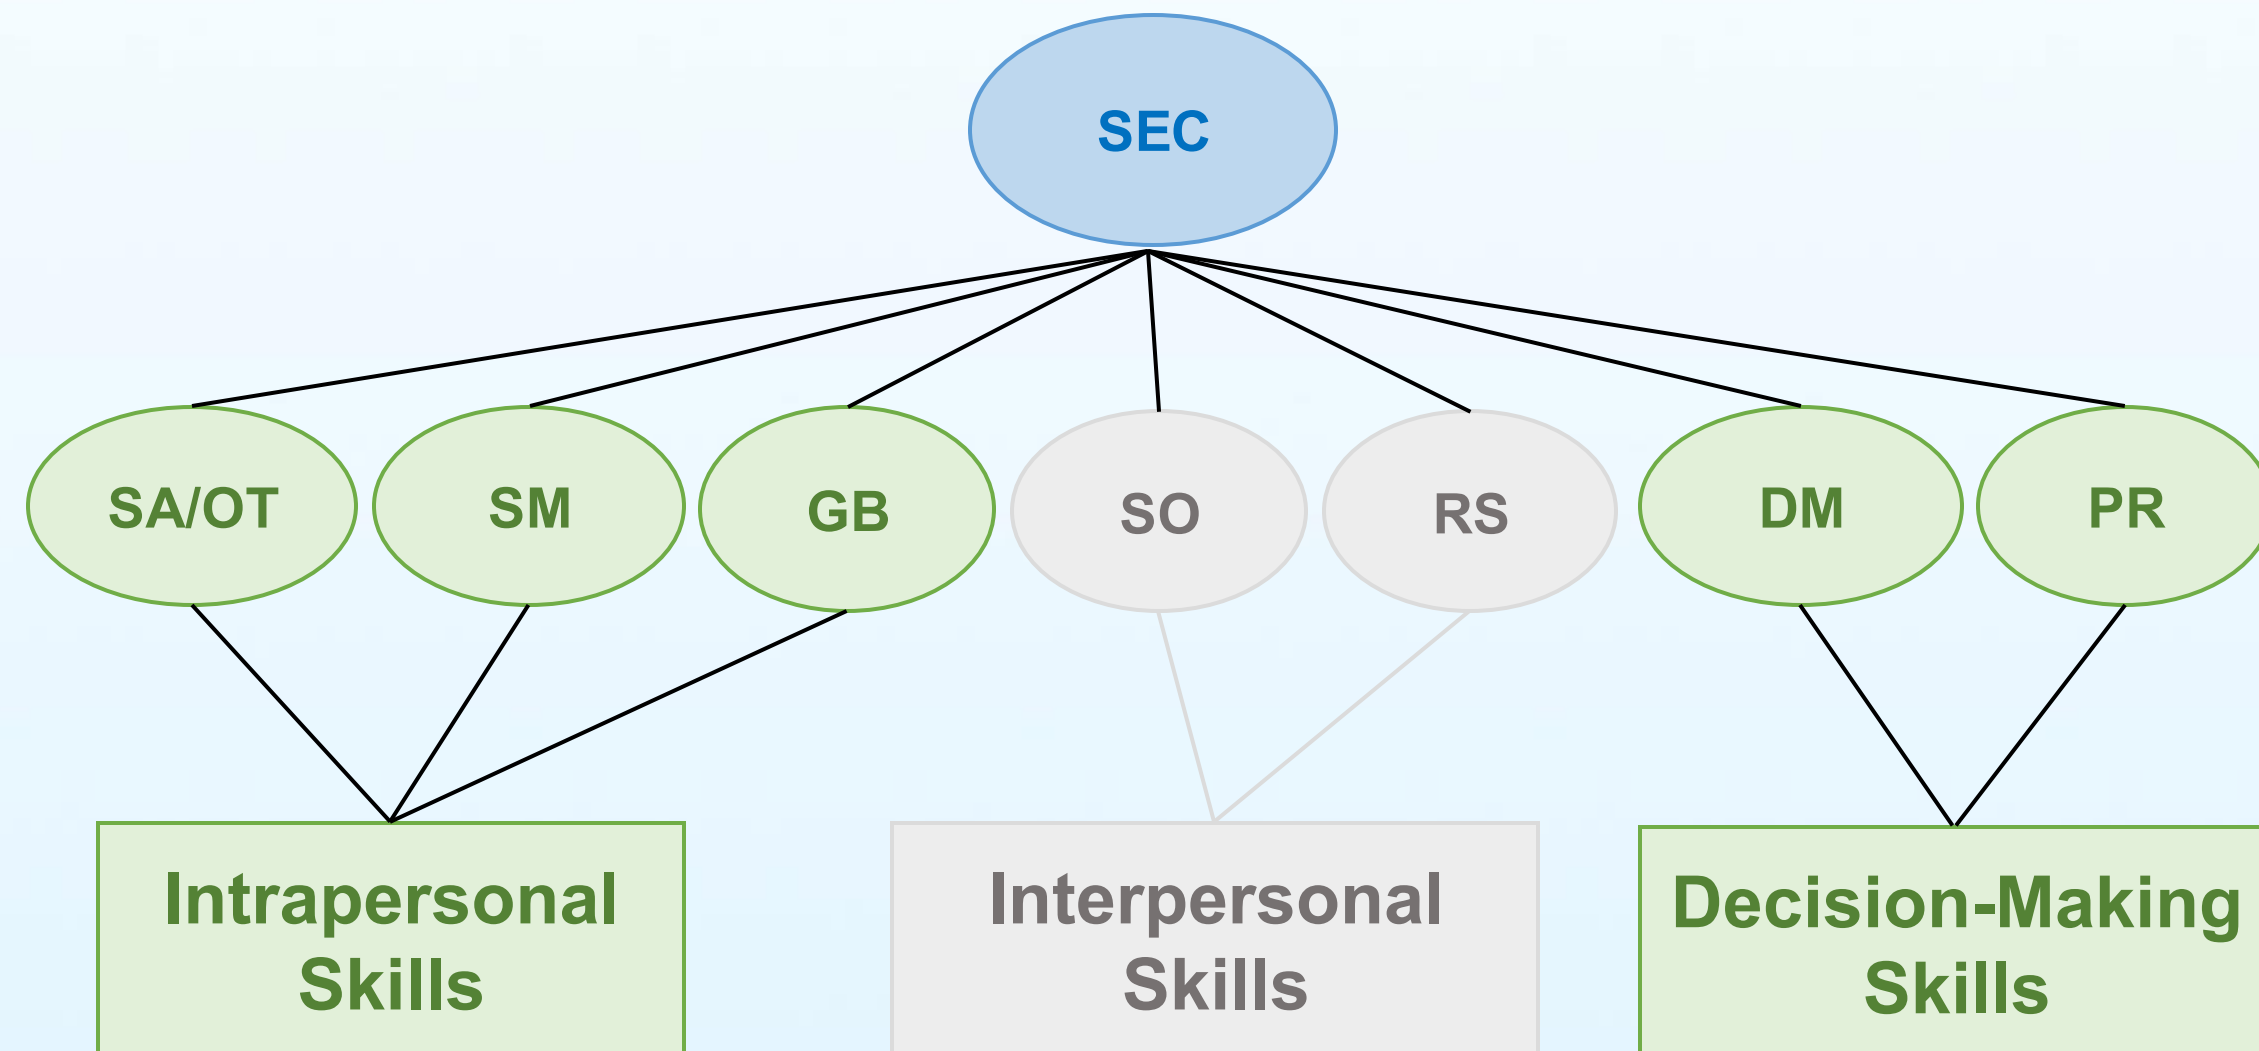 SEC
SA/OT
SM
GB
SO
RS
DM
PR
Intrapersonal
Skills
Interpersonal
Skills
Decision-Making
Skills